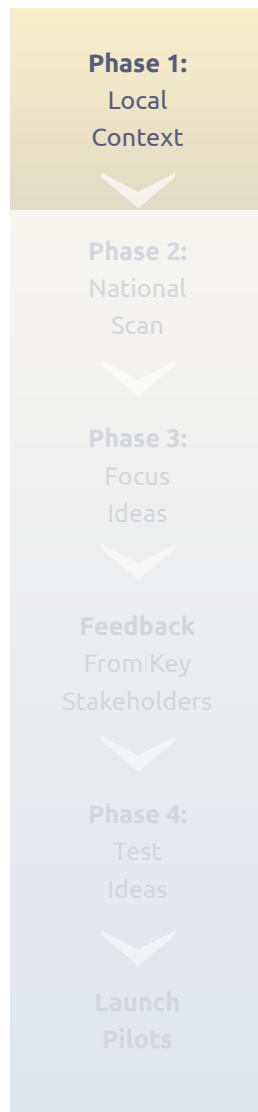 Phase 1:
Local
Context
Phase 2:
National
Scan
Phase 3:
Focus
Ideas
Feedback
From Key
Stakeholders
Phase 4:
Test
Ideas
Launch
Pilots